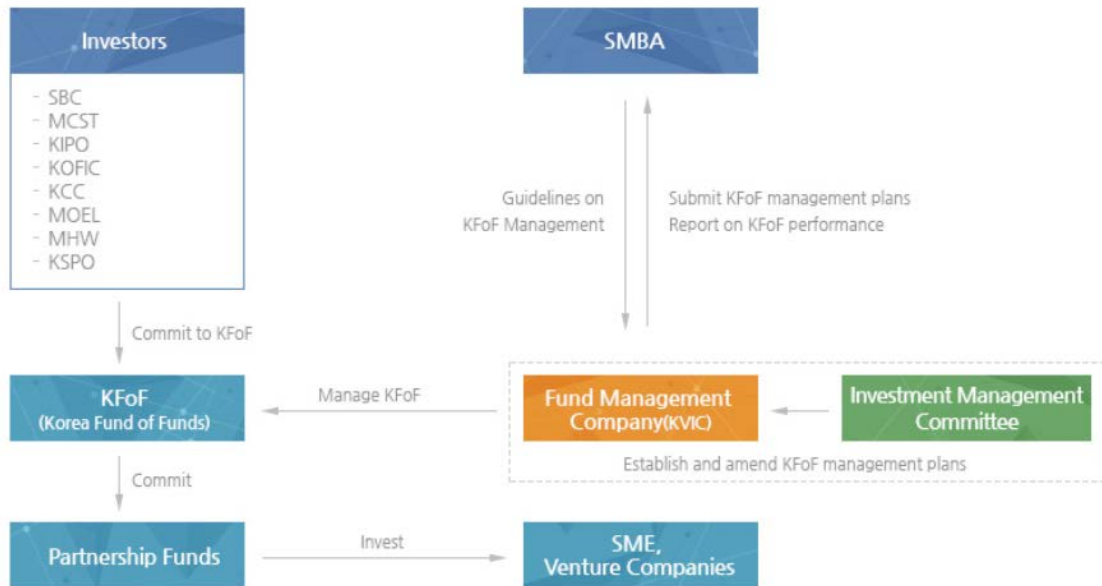 Investors
- SBC
- MCST
- KIPO
- KOFIC
- KCC
- MOEL
- MHW
- KSPO
SMBA
Guidelines on
KFoF Management
Submit KFoF management plans
Report on KFoF performance
Commit to KFoF
KFoF
(Korea Fund of Funds)
Manage KFoF
Fund Management
Company(KVIC)
Investment Management
Committee
Establish and amend KFoF management plans
Commit
Partnership Funds
Invest
SME,
Venture Companies